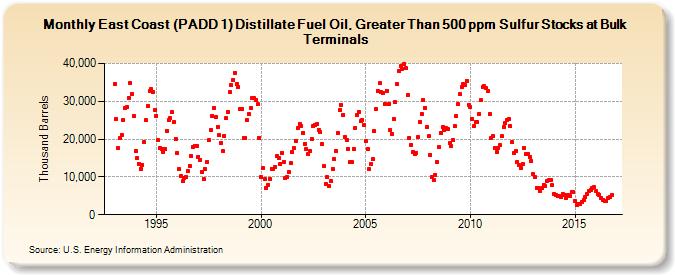 Monthly East Coast (PADD 1) Distillate Fuel Oil, Greater Than 500 ppm Sulfur Stocks at Bulk
Terminals
Thousand Barrels
40,000
30,000
20,000
10,000
0
1995
2000
2005
2010
2015
Source: U.S. Energy Information Administration